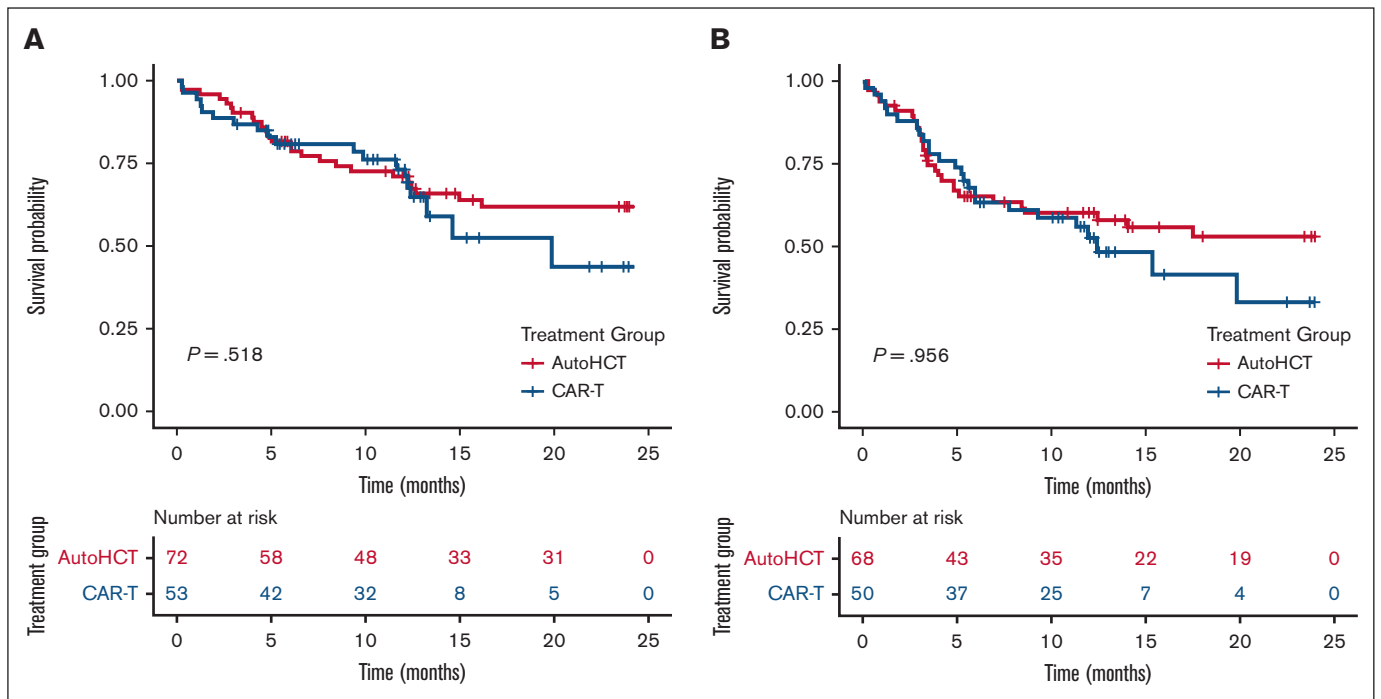 A
1.00
0.75
0.50
0.25
0.00
Survival probability
P = .518
Treatment Group
AutoHCT
CAR-T
0 5 10 15 20 25
Time (months)
Number at risk
Treatment group
AutoHCT 72 58 48 33 31 0
CAR-T 53 42 32 8 5 0
0 5 10 15 20 25
Time (months)
B
1.00
0.75
0.50
0.25
0.00
Survival probability
P = .956
Treatment Group
AutoHCT
CAR-T
0 5 10 15 20 25
Time (months)
Number at risk
Treatment group
AutoHCT 68 43 35 22 19 0
CAR-T 50 37 25 7 4 0
0 5 10 15 20 25
Time (months)